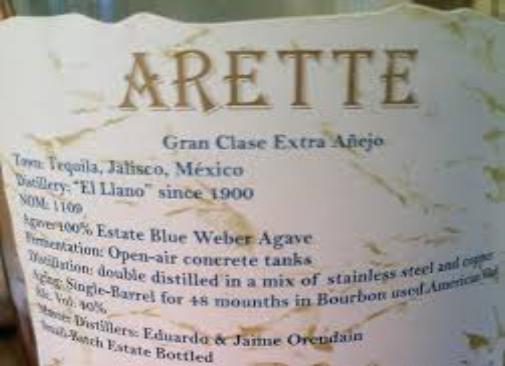 ARETTE
Gran Clase Extra Añejo
Town: Tequila, Jalisco, México
Distillery: "El Llano" since 1900
NOM: 1109
Agave: 100% Estate Blue Weber Agave
Fermentation: Open-air concrete tanks
Distillation: double distilled in a mix of stainless steel and copper
Aging: Single-Barrel for 48 mounths in Bourbon used American
Alc. Vol: 40%
Master Distillers: Eduardo & Jaime Orendain
Small-Batch Estate Bottled